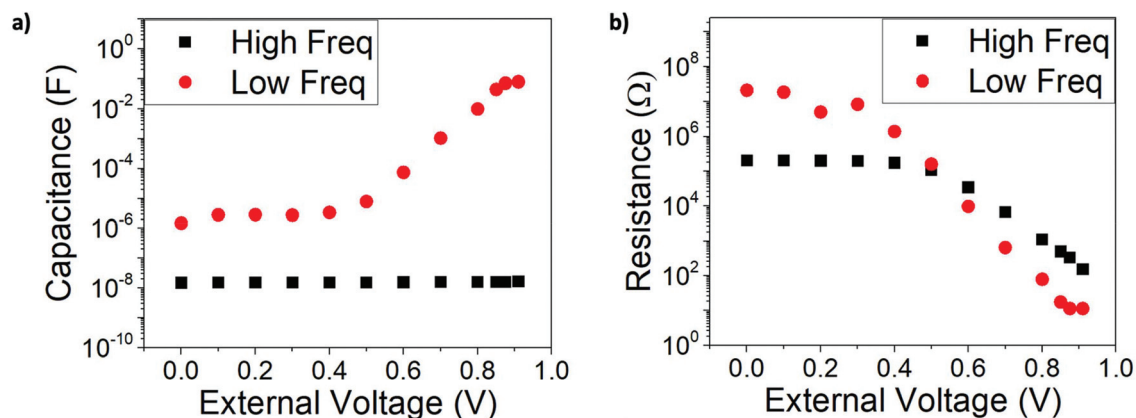 a)
High Freq
Low Freq
Capacitance (F)
10^0
10^-2
10^-4
10^-6
10^-8
10^-10
0.0 0.2 0.4 0.6 0.8 1.0
External Voltage (V)
b)
High Freq
Low Freq
Resistance (Ω)
10^8
10^6
10^4
10^2
10^0
0.0 0.2 0.4 0.6 0.8 1.0
External Voltage (V)